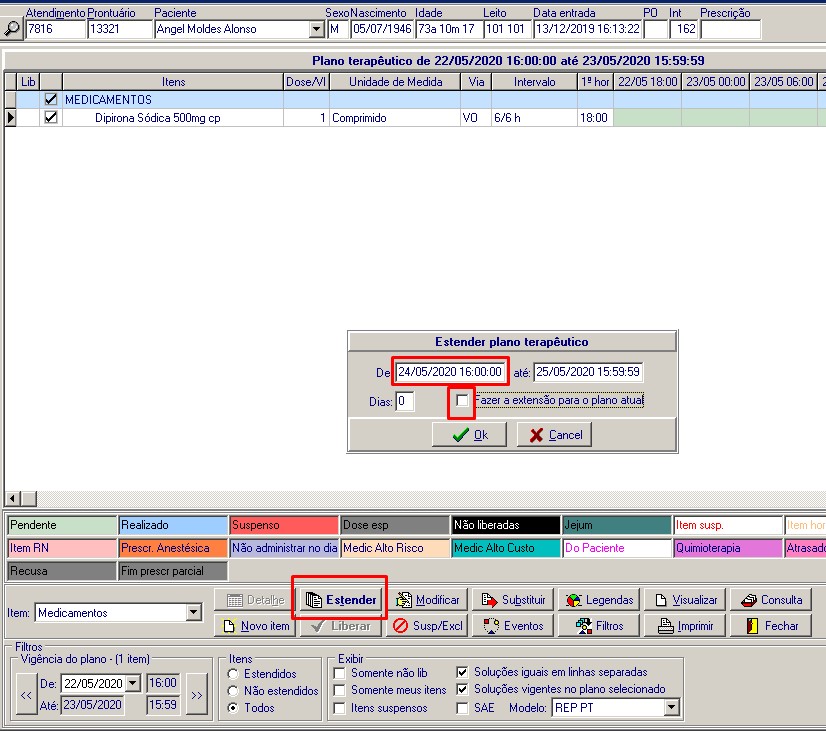 Atendimento Prontuário Paciente Sexo Nascimento Idade Leito Data entrada PO Int Prescrição
7816 13321 Angel Moldes Alonso M 05/07/1946 73a 10m 17 101 101 13/12/2019 16:13:22 162
Plano terapêutico de 22/05/2020 16:00:00 até 23/05/2020 15:59:59
Lib Itens Dose/Vl Unidade de Medida Via Intervalo 1ª hor 22/05 18:00 23/05 00:00 23/05 06:00 2
MEDICAMENTOS
Dipirona Sódica 500mg cp 1 Comprimido VO 6/6 h 18:00
Estender plano terapêutico
De 24/05/2020 16:00:00 até: 25/05/2020 15:59:59
Dias: 0 Fazer a extensão para o plano atual
Ok Cancel
Pendente Realizado Suspenso Dose esp Não liberadas Jejum Item susp. Item hor
Item RN Prescr. Anestésica Não administrar no dia Medic Alto Risco Medic Alto Custo Do Paciente Quimioterapia Atrasado
Recusa Fim prescr parcial
Item: Medicamentos Detalhe Estender Modificar Substituir Legendas Visualizar Consulta
Novo item Liberar Susp/Excl Eventos Filtros Imprimir Fechar
Filtros
Vigência do plano - (1 item) Itens Exibir
<< De: 22/05/2020 16:00 >>
Até: 23/05/2020 15:59
Estendidos
Não estendidos
Todos
Somente não lib Soluções iguais em linhas separadas
Somente meus itens Soluções vigentes no plano selecionado
Itens suspensos SAE Modelo: REP PT